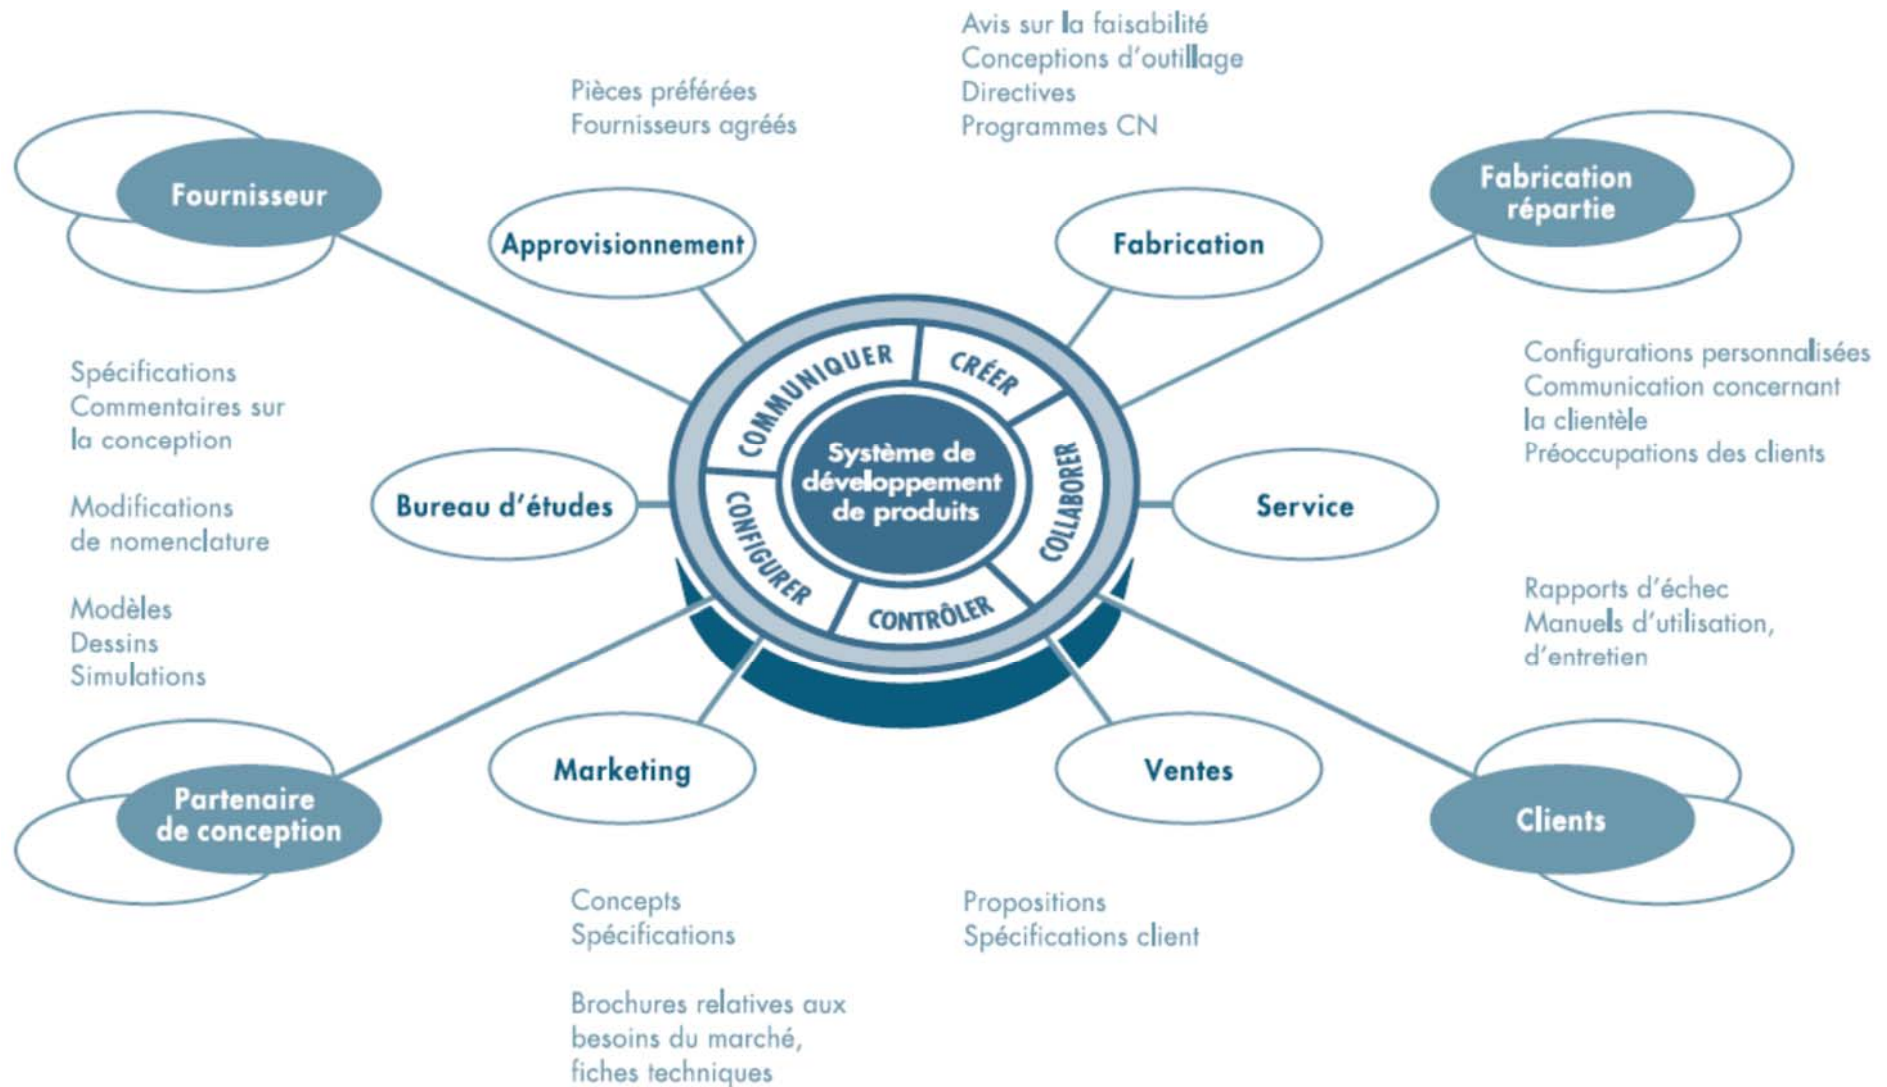 Avis sur la faisabilité
Conceptions d'outillage
Directives
Programmes CN
Pièces préférées
Fournisseurs agréés
Fournisseur
Approvisionnement
Fabrication
Fabrication
répartie
Spécifications
Commentaires sur
la conception
Modifications
de nomenclature
Modèles
Dessins
Simulations
Bureau d'études
COMMUNIQUER
CRÉER
COLLABORER
CONTRÔLER
CONFIGURER
Système de
développement
de produits
Service
Configurations personnalisées
Communication concernant
la clientèle
Préoccupations des clients
Rapports d'échec
Manuels d'utilisation,
d'entretien
Partenaire
de conception
Marketing
Ventes
Clients
Concepts
Spécifications
Brochures relatives aux
besoins du marché,
fiches techniques
Propositions
Spécifications client